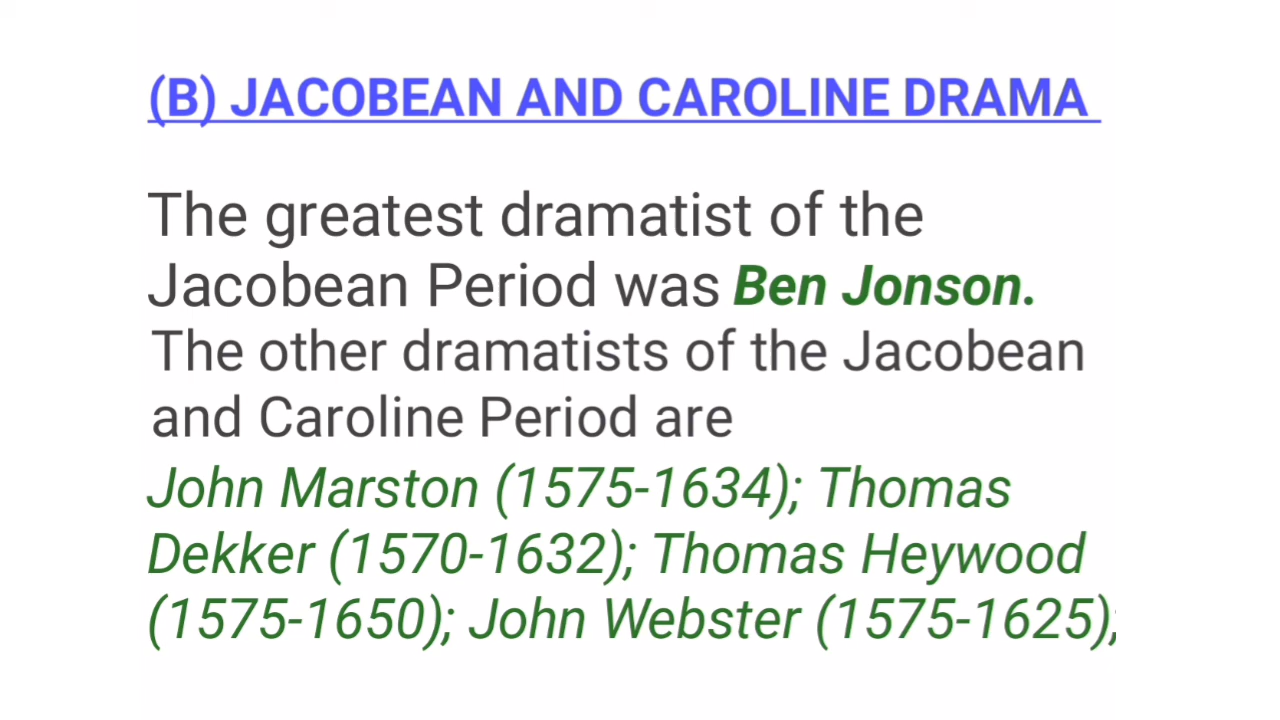 (B) JACOBEAN AND CAROLINE DRAMA
The greatest dramatist of the
Jacobean Period was Ben Jonson.
The other dramatists of the Jacobean
and Caroline Period are
John Marston (1575-1634); Thomas
Dekker (1570-1632); Thomas Heywood
(1575-1650); John Webster (1575-1625);